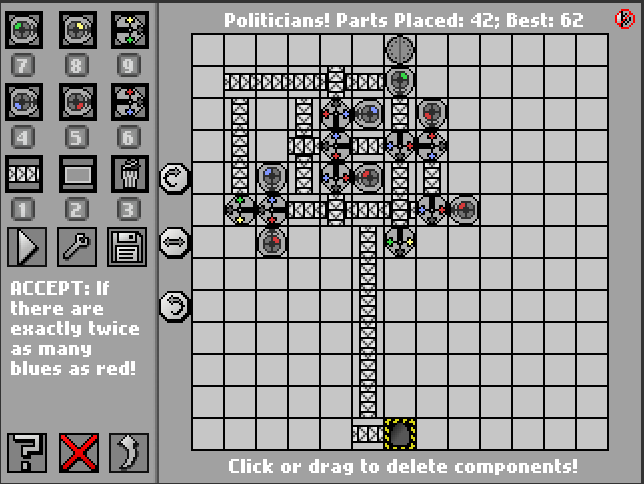 Politicians! Parts Placed: 42; Best: 62
7 8 9
4 5 6
1 2 3
ACCEPT: If
there are
exactly twice
as many
blues as red!
?
Click or drag to delete components!